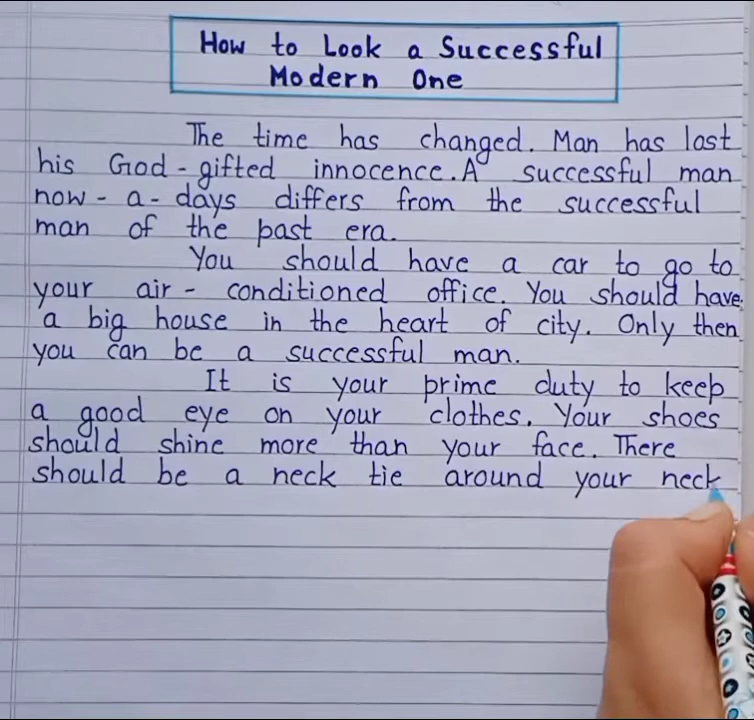 How to Look a Successful
Modern One
The time has changed. Man has lost
his God-gifted innocence. A successful man
now-a-days differs from the successful
man of the past era.
You should have a car to go to
your air-conditioned office. You should have
a big house in the heart of city. Only then
you can be a successful man.
It is your prime duty to keep
a good eye on your clothes. Your shoes
should shine more than your face. There
should be a neck tie around your neck